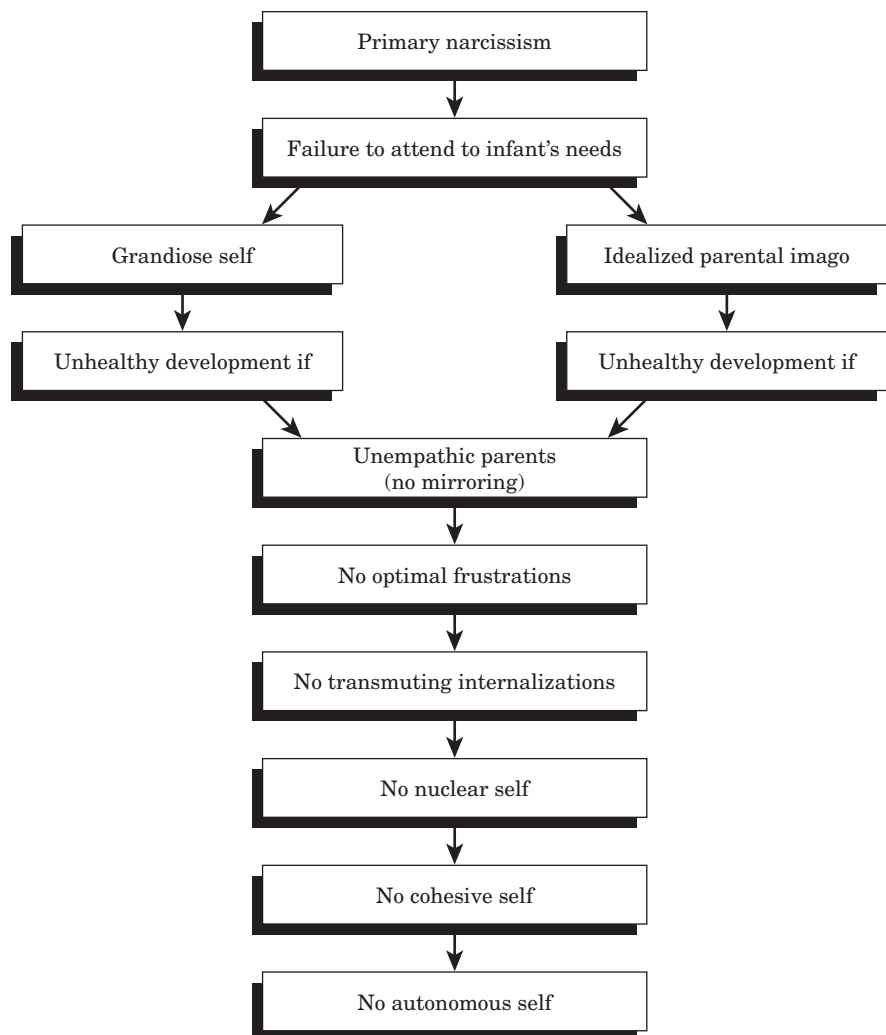 Primary narcissism
Failure to attend to infant’s needs
Grandiose self
Idealized parental imago
Unhealthy development if
Unhealthy development if
Unempathic parents
(no mirroring)
No optimal frustrations
No transmuting internalizations
No nuclear self
No cohesive self
No autonomous self